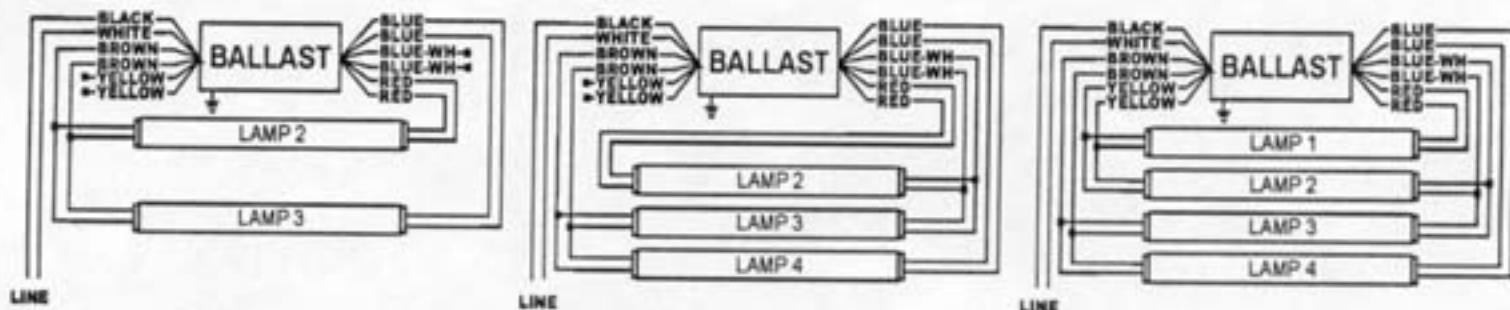 BLACK
WHITE
BROWN
BROWN
YELLOW
YELLOW
BALLAST
BLUE
BLUE
BLUE-WH
BLUE-WH
RED
RED
LAMP 2
LAMP 3
LINE
BLACK
WHITE
BROWN
BROWN
YELLOW
YELLOW
BALLAST
BLUE
BLUE
BLUE-WH
BLUE-WH
RED
RED
LAMP 2
LAMP 3
LAMP 4
LINE
BLACK
WHITE
BROWN
BROWN
YELLOW
YELLOW
BALLAST
BLUE
BLUE
BLUE-WH
BLUE-WH
RED
RED
LAMP 1
LAMP 2
LAMP 3
LAMP 4
LINE